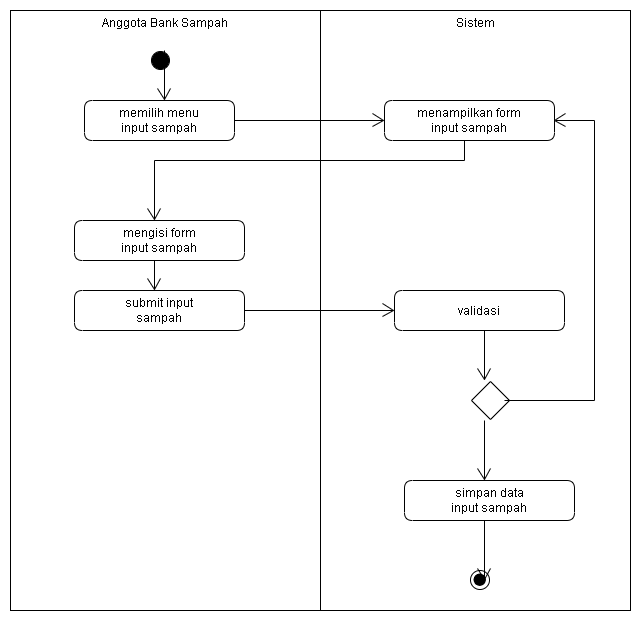 Anggota Bank Sampah
Sistem
memilih menu
input sampah
menampilkan form
input sampah
mengisi form
input sampah
submit input
sampah
validasi
simpan data
input sampah